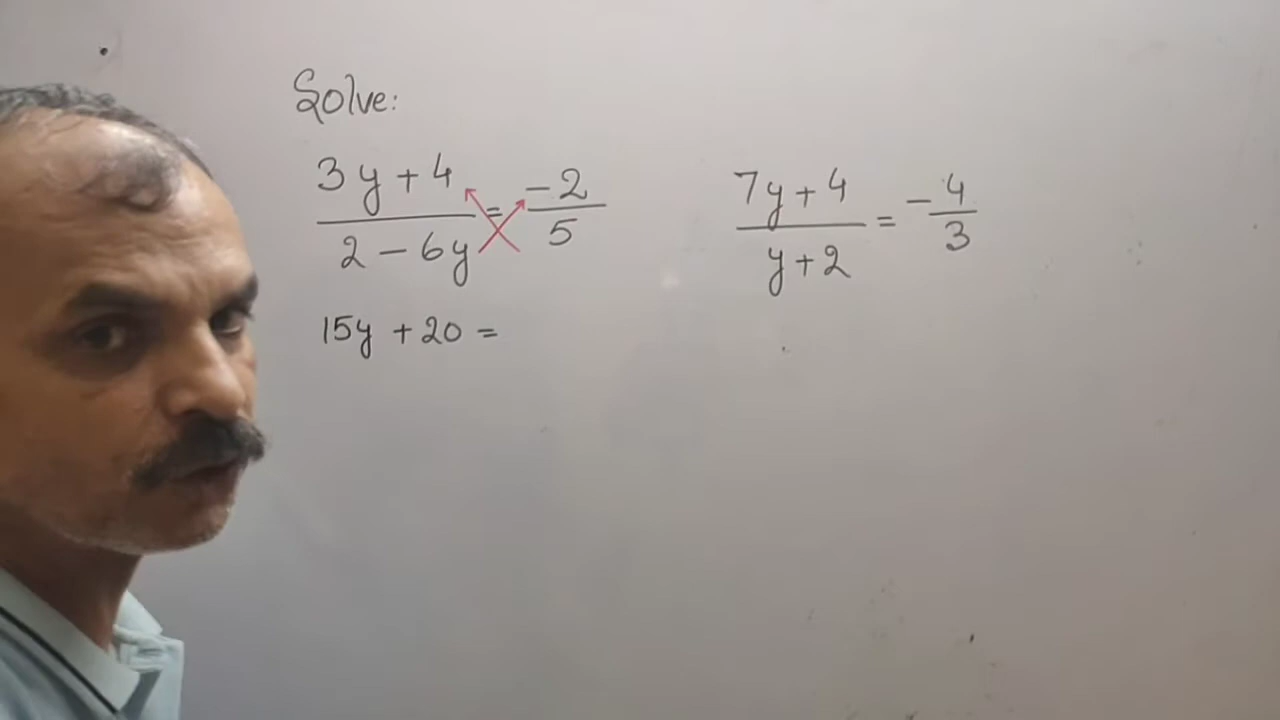 Solve:
3y + 4 / 2 - 6y = -2 / 5
15y + 20 =
7y + 4 / y + 2 = - 4 / 3